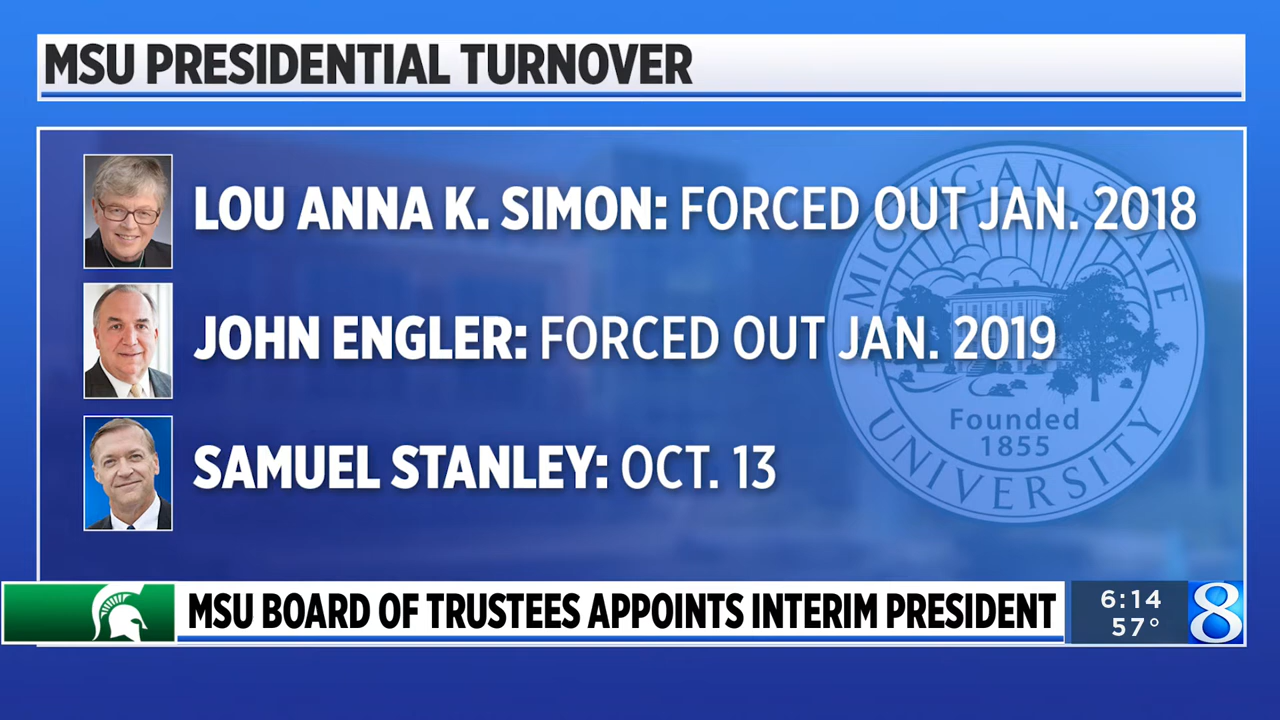 MSU PRESIDENTIAL TURNOVER
LOU ANNA K. SIMON: FORCED OUT JAN. 2018
JOHN ENGLER: FORCED OUT JAN. 2019
SAMUEL STANLEY: OCT. 13
MICHIGAN STATE
UNIVERSITY
Founded
1855
MSU BOARD OF TRUSTEES APPOINTS INTERIM PRESIDENT
6:14
57°
8